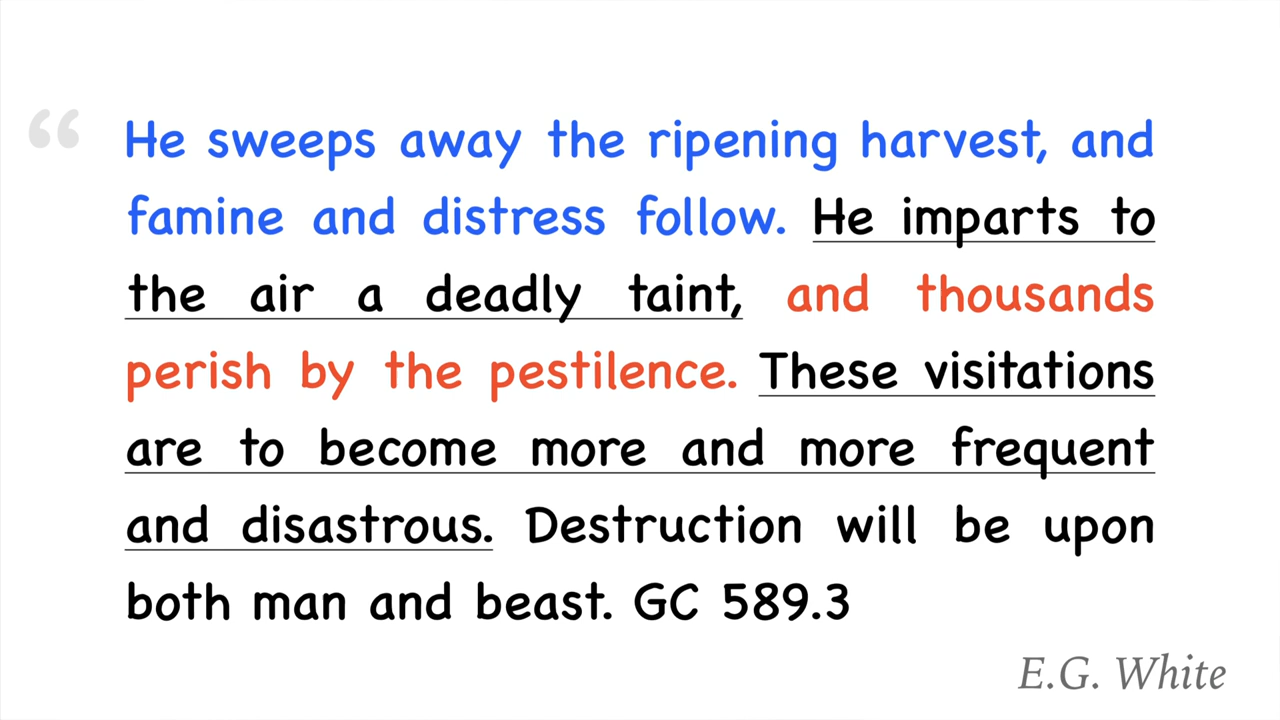 “
He sweeps away the ripening harvest, and
famine and distress follow. He imparts to
the air a deadly taint, and thousands
perish by the pestilence. These visitations
are to become more and more frequent
and disastrous. Destruction will be upon
both man and beast. GC 589.3
E.G. White